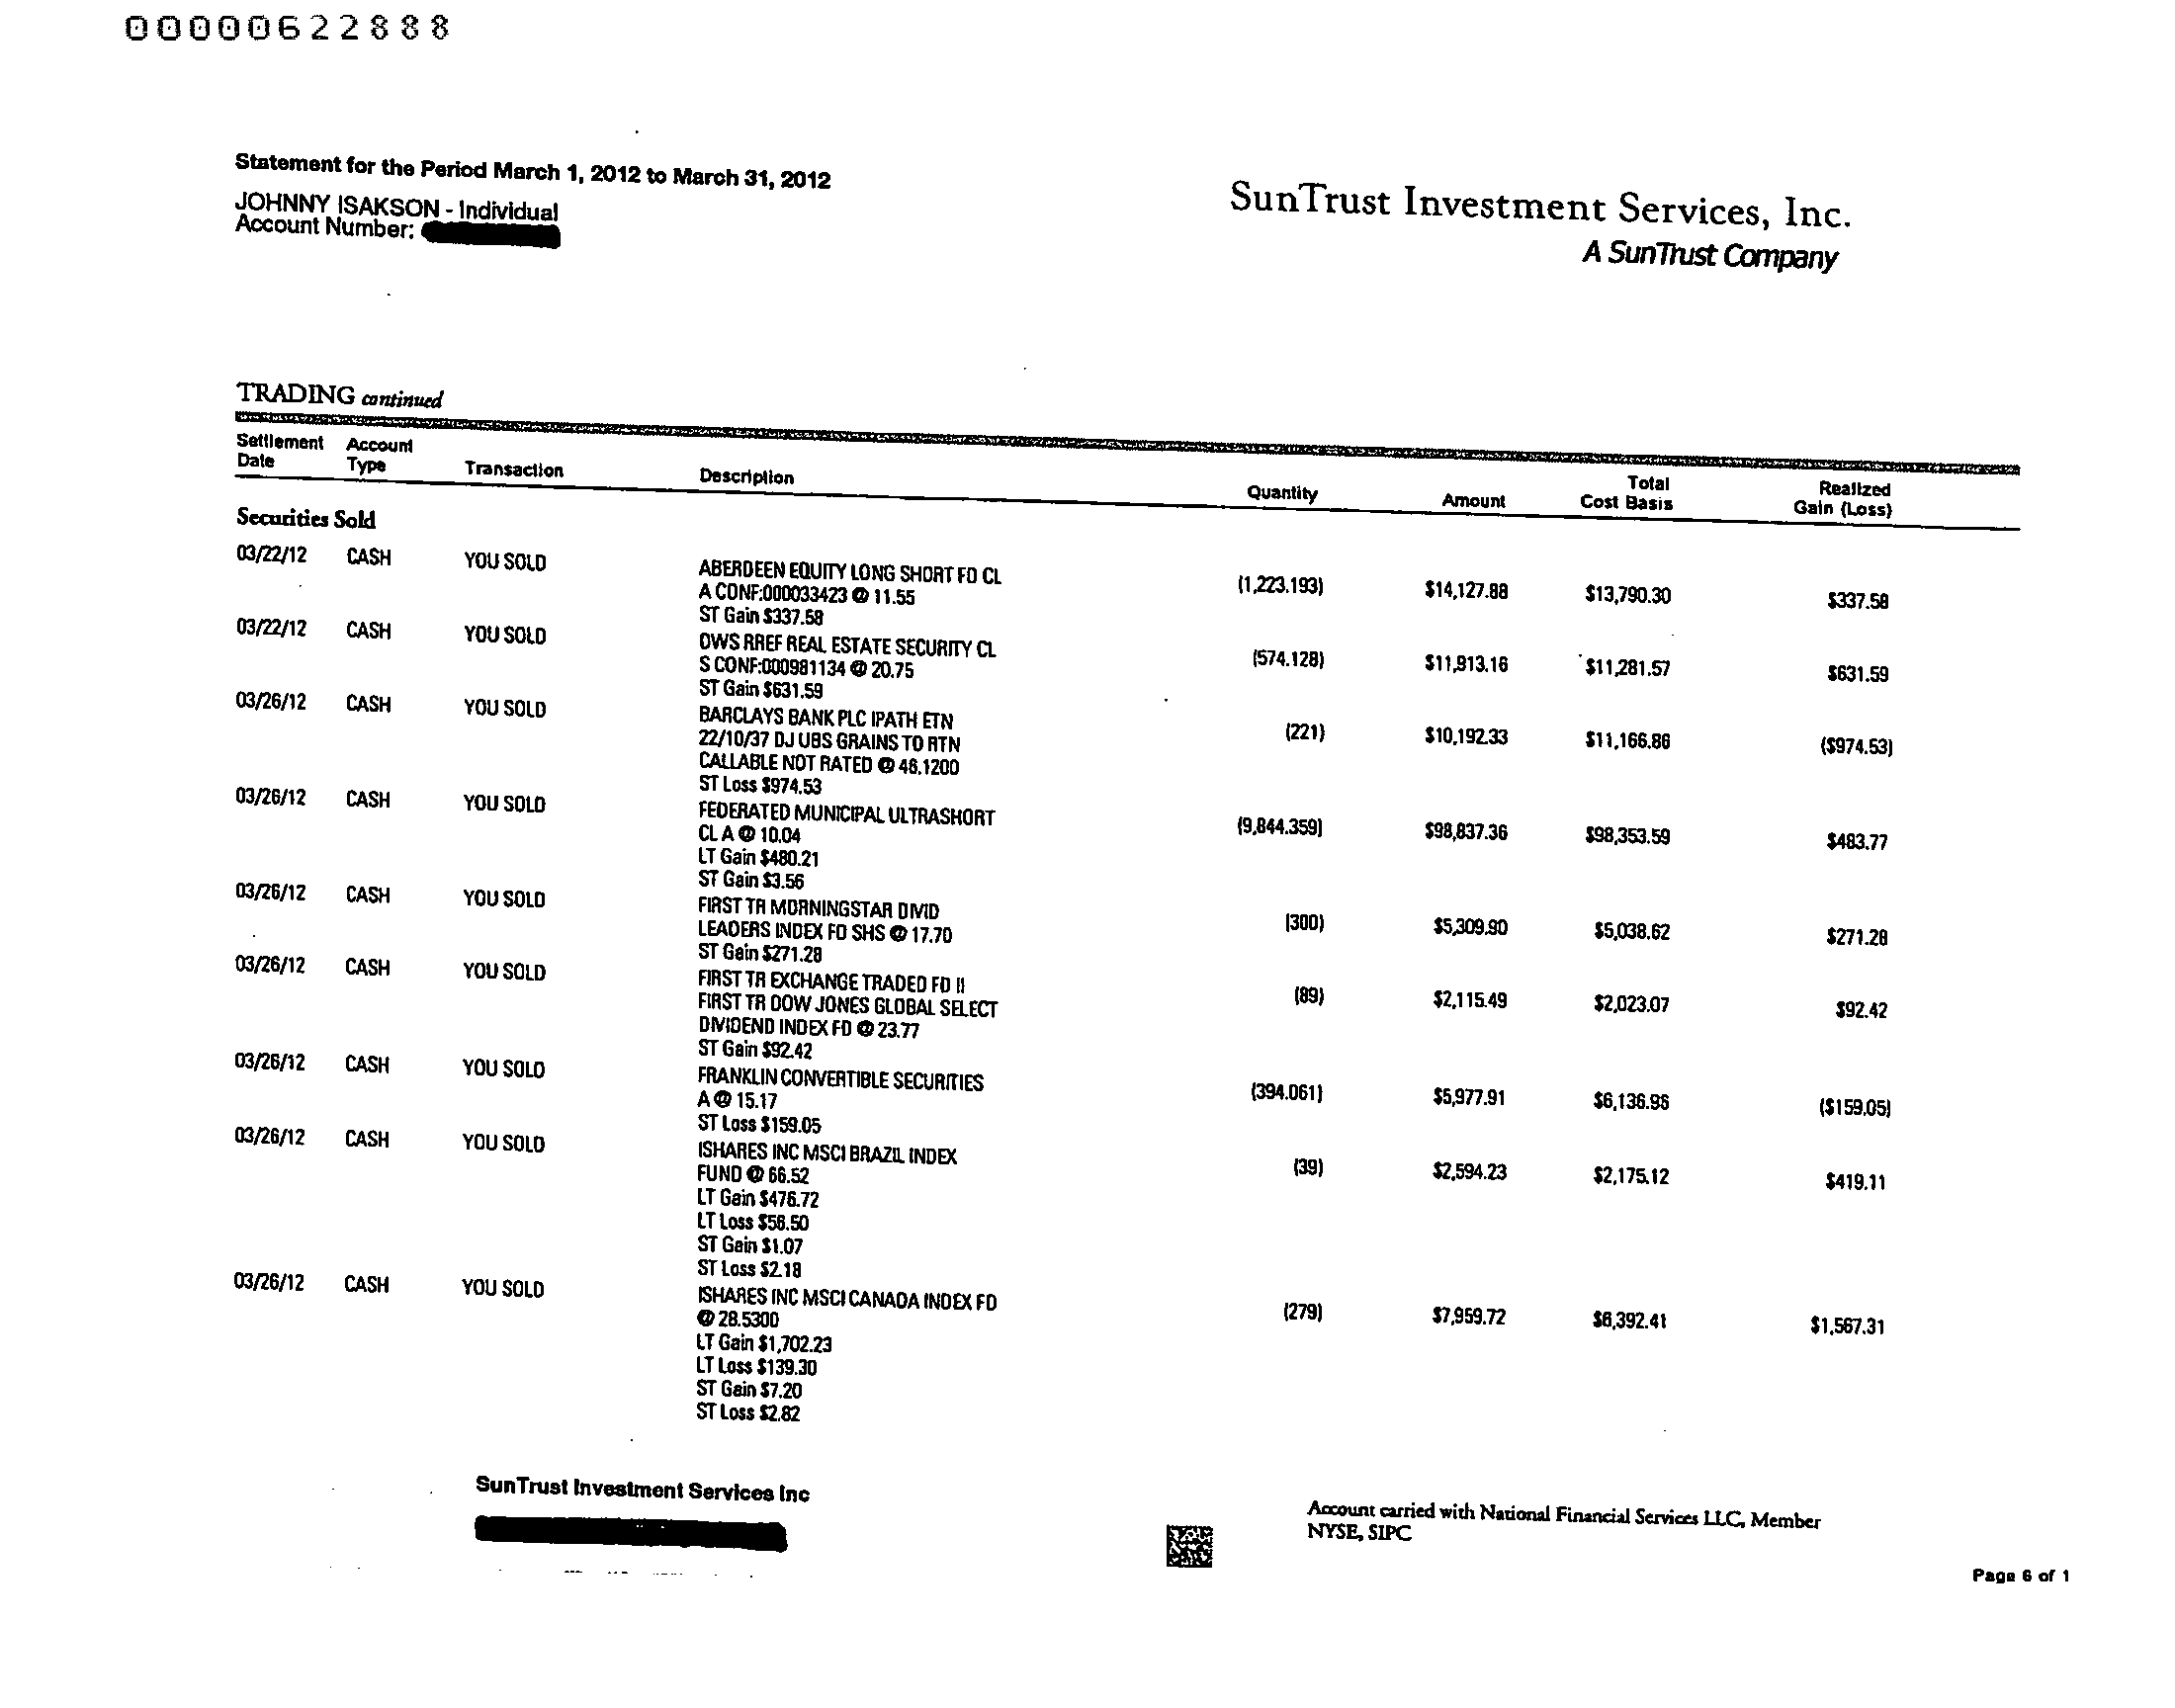 00000622888
Statement for the Period March 1, 2012 to March 31, 2012
JOHNNY ISAKSON - Individual
Account Number:
SunTrust Investment Services, Inc.
A SunTrust Company
TRADING continued
Settlement Date Account Type Transaction Description Quantity Amount Total Cost Basis Realized Gain (Loss)
Securities Sold
03/22/12 CASH YOU SOLD ABERDEEN EQUITY LONG SHORT FD CL (1,223.193) $14,127.88 $13,790.30 $337.58
A CONF:000033423 @ 11.55
ST Gain $337.58
03/22/12 CASH YOU SOLD DWS RREF REAL ESTATE SECURITY CL (574.128) $11,913.16 $11,281.57 $631.59
S CONF:000981134 @ 20.75
ST Gain $631.59
03/26/12 CASH YOU SOLD BARCLAYS BANK PLC IPATH ETN (221) $10,192.33 $11,166.86 ($974.53)
22/10/37 DJ UBS GRAINS TO RTN
CALLABLE NOT RATED @ 46.1200
ST Loss $974.53
03/26/12 CASH YOU SOLD FEDERATED MUNICIPAL ULTRASHORT (9,844.359) $98,837.36 $98,353.59 $483.77
CL A @ 10.04
LT Gain $480.21
ST Gain $3.56
03/26/12 CASH YOU SOLD FIRST TR MORNINGSTAR DIVID (300) $5,309.90 $5,038.62 $271.28
LEADERS INDEX FD SHS @ 17.70
ST Gain $271.28
03/26/12 CASH YOU SOLD FIRST TR EXCHANGE TRADED FD II (89) $2,115.49 $2,023.07 $92.42
FIRST TR DOW JONES GLOBAL SELECT
DIVIDEND INDEX FD @ 23.77
ST Gain $92.42
03/26/12 CASH YOU SOLD FRANKLIN CONVERTIBLE SECURITIES (394.061) $5,977.91 $6,136.96 ($159.05)
A @ 15.17
ST Loss $159.05
03/26/12 CASH YOU SOLD ISHARES INC MSCI BRAZIL INDEX (39) $2,594.23 $2,175.12 $419.11
FUND @ 66.52
LT Gain $476.72
LT Loss $56.50
ST Gain $1.07
ST Loss $2.18
03/26/12 CASH YOU SOLD ISHARES INC MSCI CANADA INDEX FD (279) $7,959.72 $6,392.41 $1,567.31
@ 28.5300
LT Gain $1,702.23
LT Loss $139.30
ST Gain $7.20
ST Loss $2.82
SunTrust Investment Services Inc
Account carried with National Financial Services LLC, Member
NYSE, SIPC
Page 6 of 1